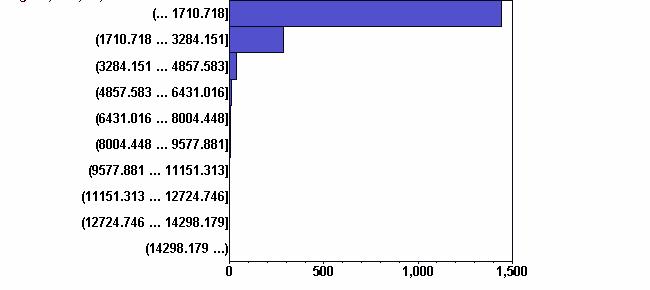 (... 1710.718]
(1710.718 ... 3284.151]
(3284.151 ... 4857.583]
(4857.583 ... 6431.016]
(6431.016 ... 8004.448]
(8004.448 ... 9577.881]
(9577.881 ... 11151.313]
(11151.313 ... 12724.746]
(12724.746 ... 14298.179]
(14298.179 ...)
0 500 1,000 1,500